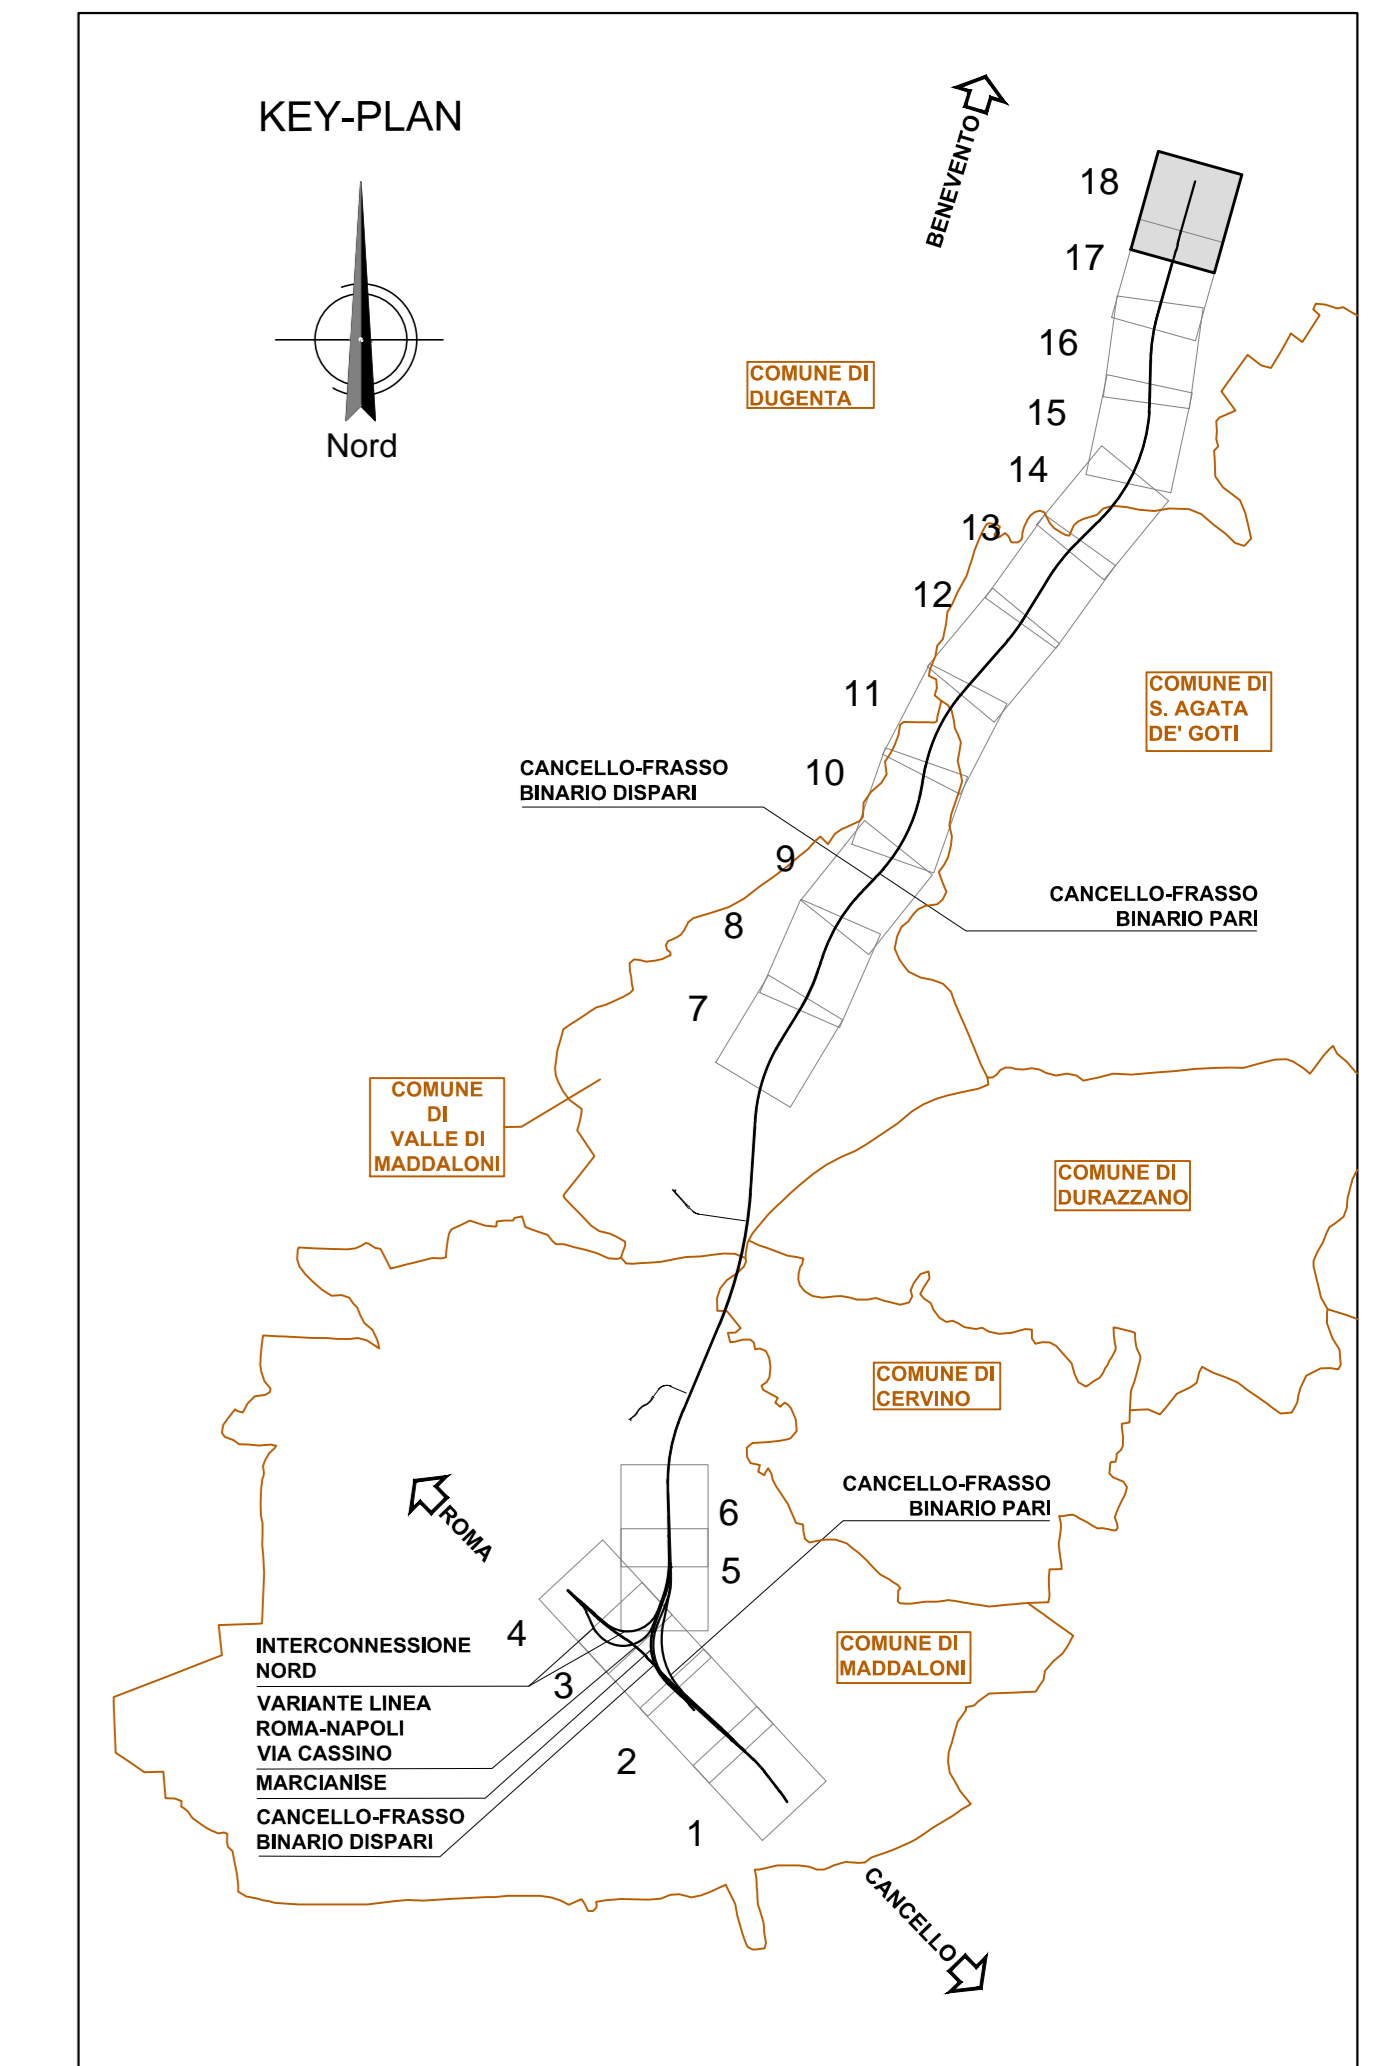 KEY-PLAN
Nord
BENEVENTO
18
17
16
COMUNE DI
DUGENTA
15
14
13
12
11
COMUNE DI
S. AGATA
DE' GOTI
CANCELLO-FRASSO
BINARIO DISPARI
10
9
CANCELLO-FRASSO
BINARIO PARI
8
7
COMUNE
DI
VALLE DI
MADDALONI
COMUNE DI
DURAZZANO
COMUNE DI
CERVINO
CANCELLO-FRASSO
BINARIO PARI
ROMA
6
5
4
3
INTERCONNESSIONE
NORD
VARIANTE LINEA
ROMA-NAPOLI
VIA CASSINO
MARCIANISE
CANCELLO-FRASSO
BINARIO DISPARI
COMUNE DI
MADDALONI
2
1
CANCELLO